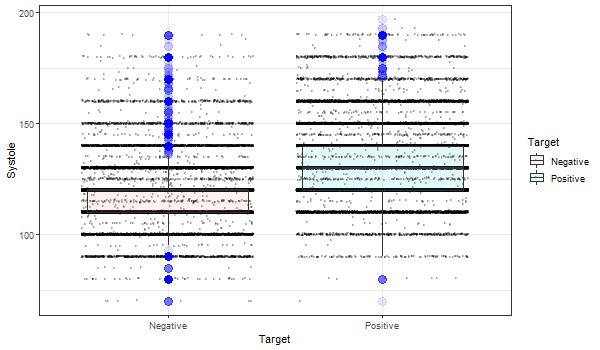 200
150
100
Systole
Negative
Positive
Target
Target
Negative
Positive